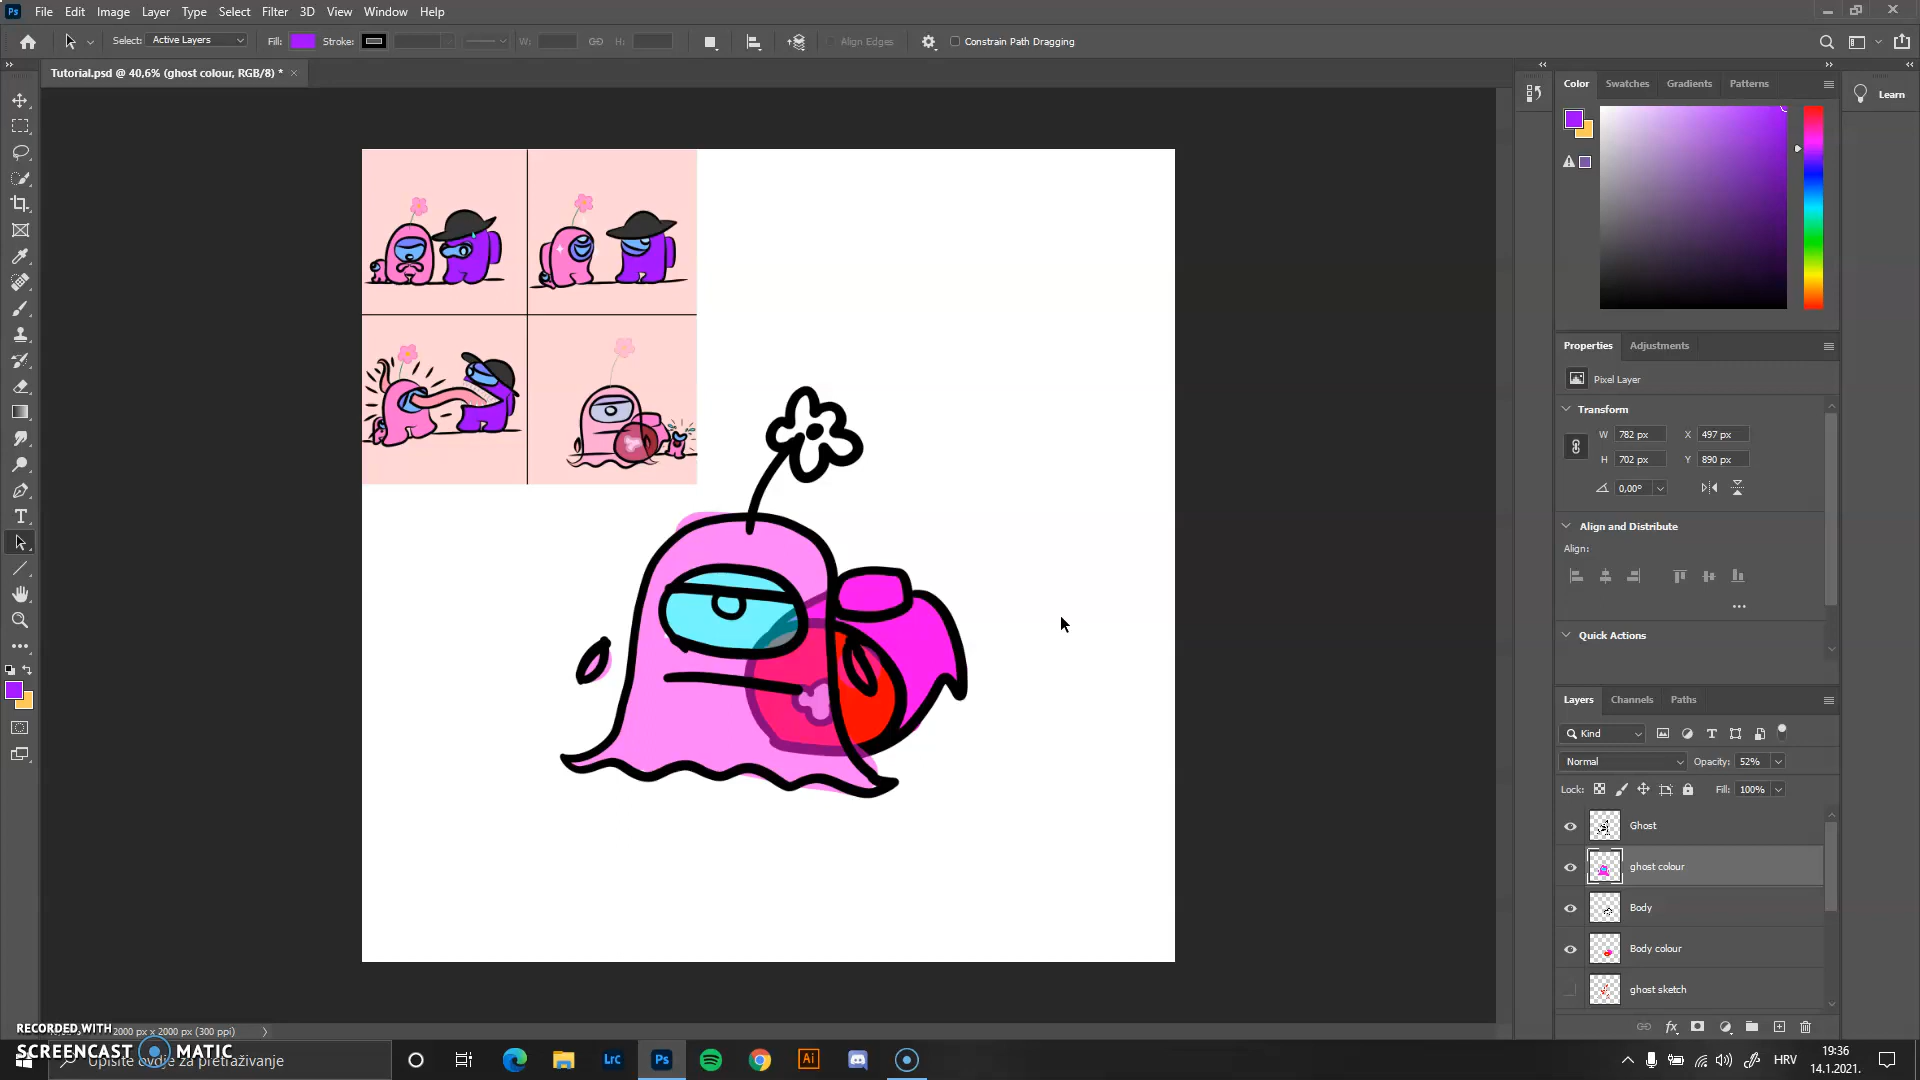 Ps File Edit Image Layer Type Select Filter 3D View Window Help
Select: Active Layers Fill: Stroke: W: H: Align Edges Constrain Path Dragging
Tutorial.psd @ 40,6% (ghost colour, RGB/8) *
Color Swatches Gradients Patterns
Learn
Properties Adjustments
Pixel Layer
Transform
W 782 px X 497 px
H 702 px Y 890 px
0,00°
Align and Distribute
Align:
Quick Actions
Layers Channels Paths
Kind
Normal Opacity: 52%
Lock: Fill: 100%
Ghost
ghost colour
Body
Body colour
ghost sketch
2000 px x 2000 px (300 ppi)
RECORDED WITH
SCREENCAST MATIC
Upišite ovdje za pretraživanje
Lrc Ps Ai
HRV
19:36
14.1.2021.